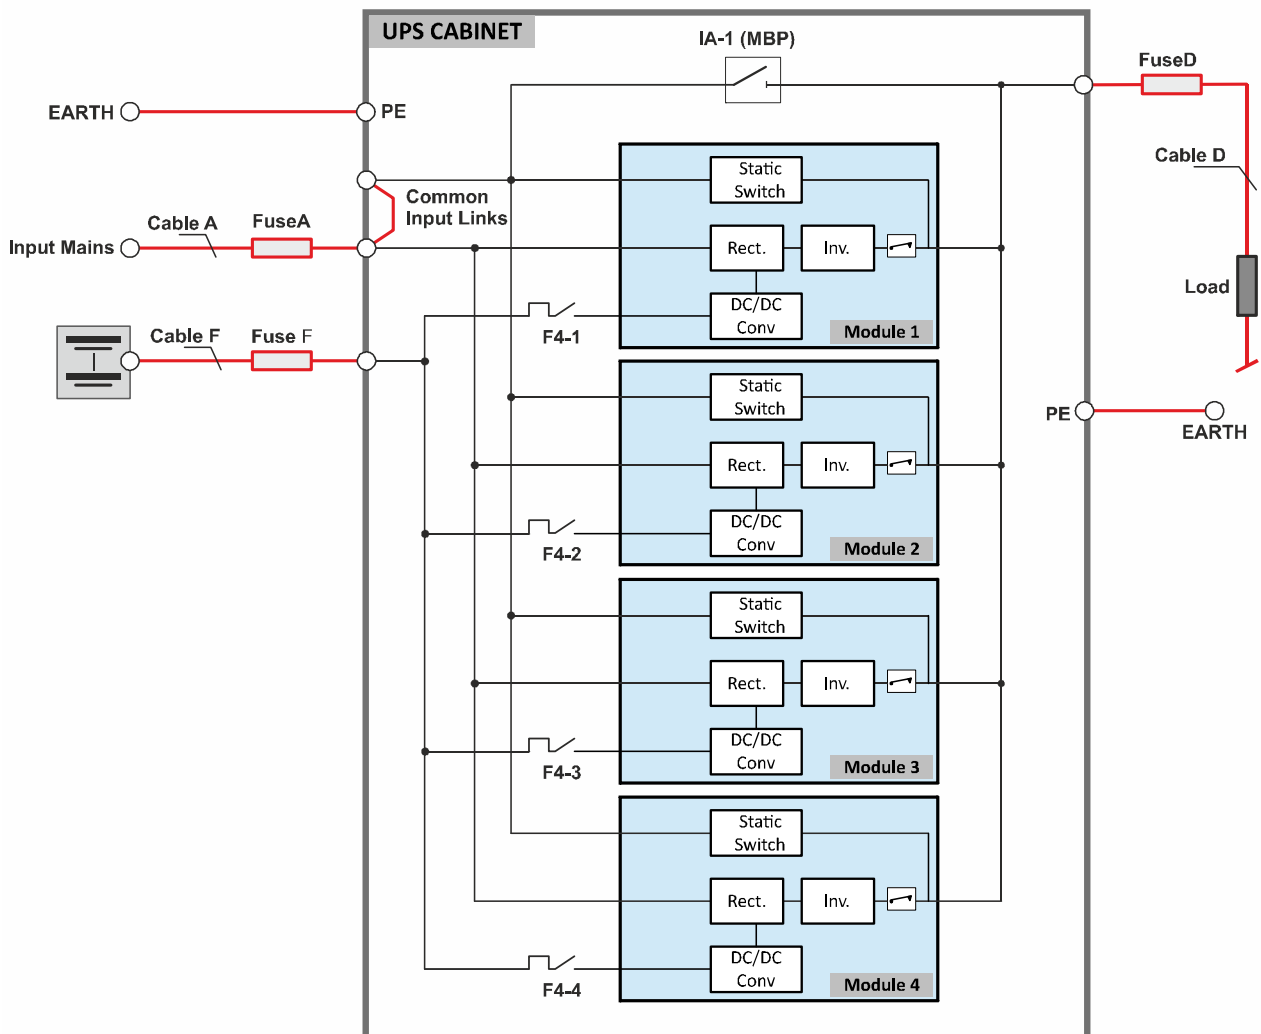 UPS CABINET
IA-1 (MBP)
FuseD
EARTH
PE
Cable D
Static
Switch
Common
Input Links
Cable A
FuseA
Input Mains
Rect.
Inv.
Load
DC/DC
Conv
F4-1
Module 1
Cable F
Fuse F
Static
Switch
PE
EARTH
Rect.
Inv.
DC/DC
Conv
F4-2
Module 2
Static
Switch
Rect.
Inv.
DC/DC
Conv
F4-3
Module 3
Static
Switch
Rect.
Inv.
DC/DC
Conv
F4-4
Module 4